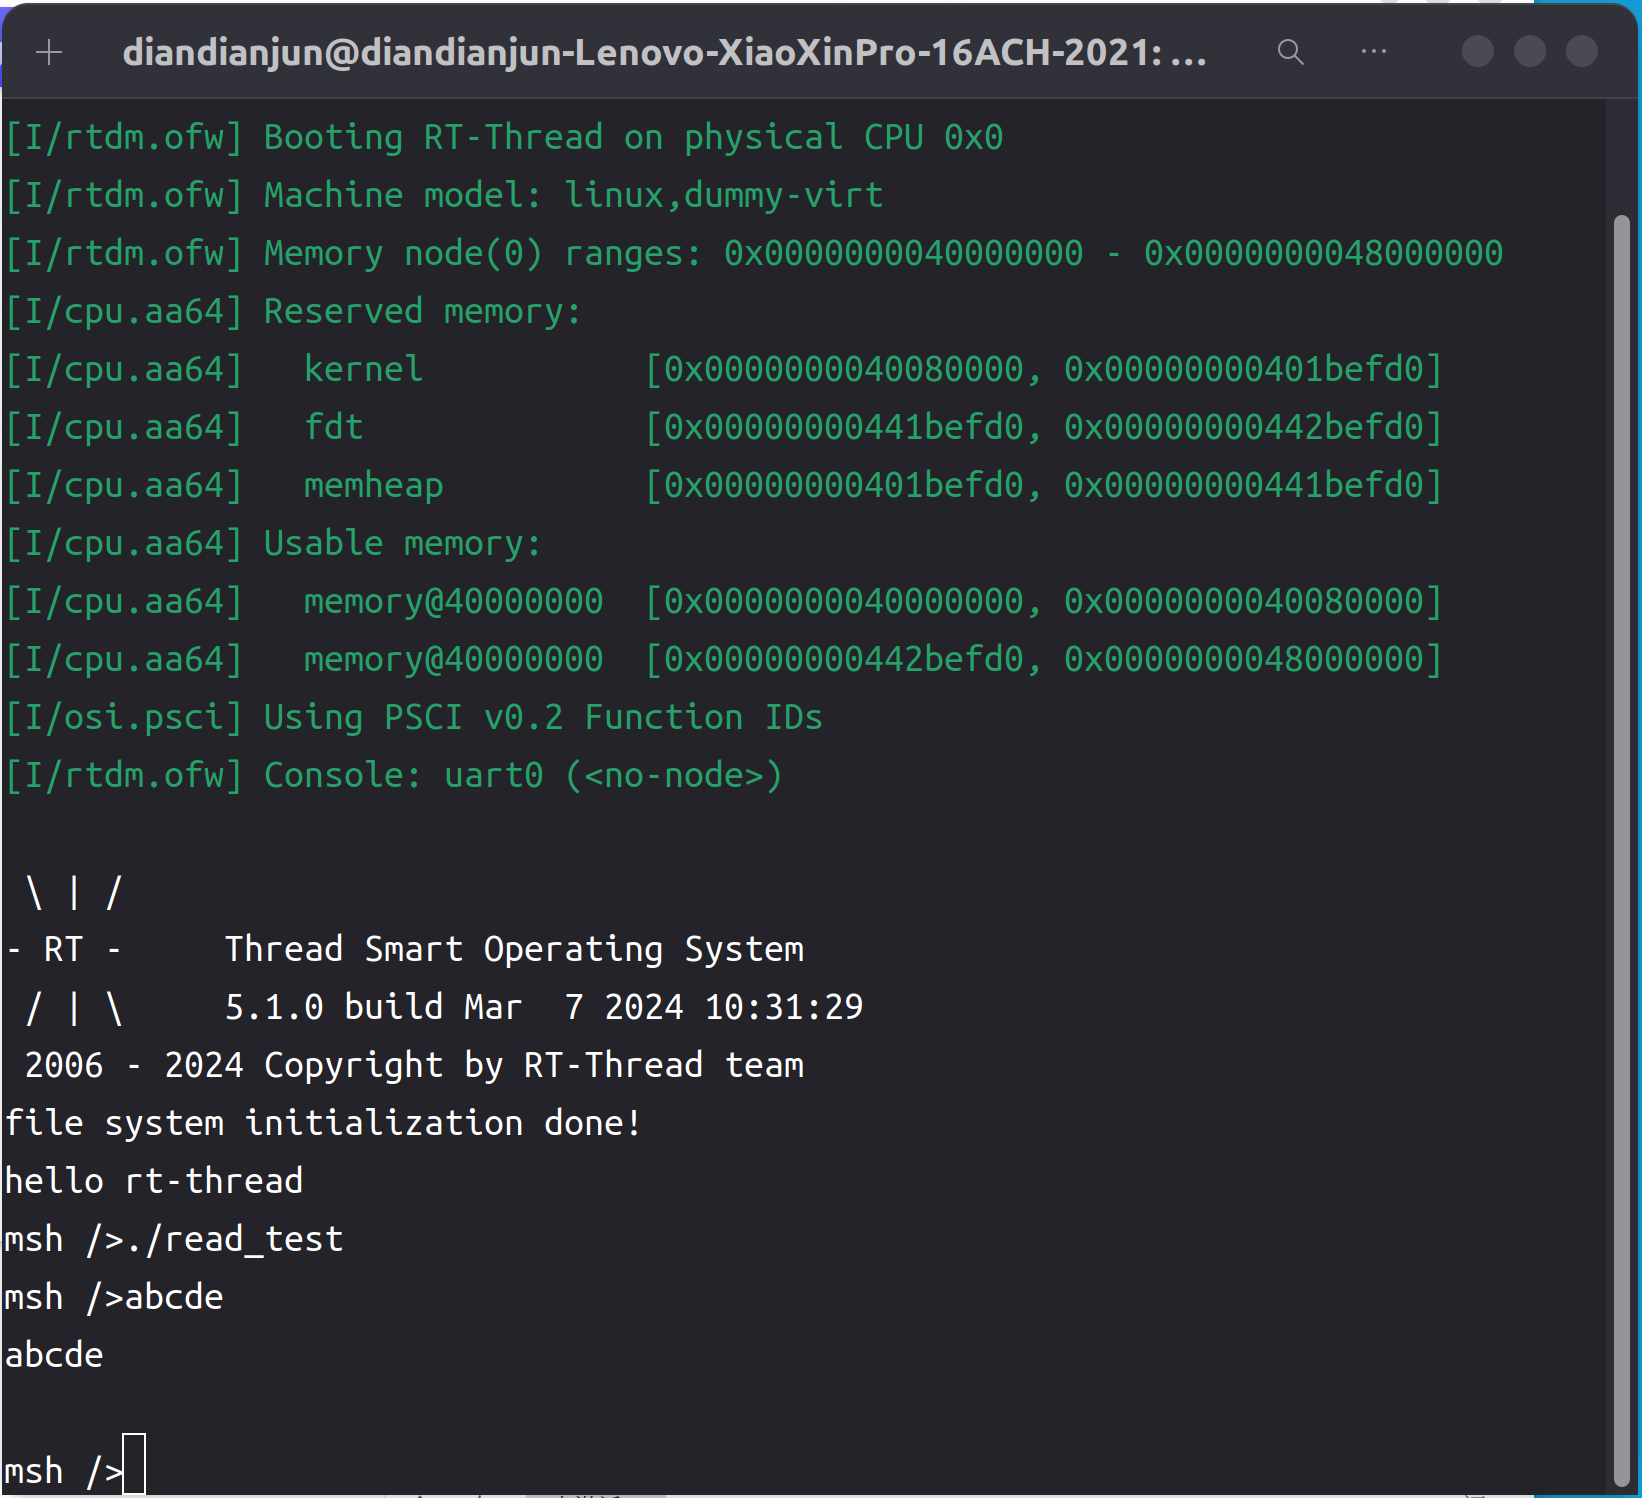 diandianjun@diandianjun-Lenovo-XiaoXinPro-16ACH-2021: ...
[I/rtdm.ofw] Booting RT-Thread on physical CPU 0x0
[I/rtdm.ofw] Machine model: linux,dummy-virt
[I/rtdm.ofw] Memory node(0) ranges: 0x0000000040000000 - 0x0000000048000000
[I/cpu.aa64] Reserved memory:
[I/cpu.aa64]   kernel           [0x0000000040080000, 0x00000000401befd0]
[I/cpu.aa64]   fdt              [0x00000000441befd0, 0x00000000442befd0]
[I/cpu.aa64]   memheap          [0x00000000401befd0, 0x00000000441befd0]
[I/cpu.aa64] Usable memory:
[I/cpu.aa64]   memory@40000000  [0x0000000040000000, 0x0000000040080000]
[I/cpu.aa64]   memory@40000000  [0x00000000442befd0, 0x0000000048000000]
[I/osi.psci] Using PSCI v0.2 Function IDs
[I/rtdm.ofw] Console: uart0 (<no-node>)
 \ | /
- RT -     Thread Smart Operating System
 / | \     5.1.0 build Mar  7 2024 10:31:29
 2006 - 2024 Copyright by RT-Thread team
file system initialization done!
hello rt-thread
msh />./read_test
msh />abcde
abcde
msh />